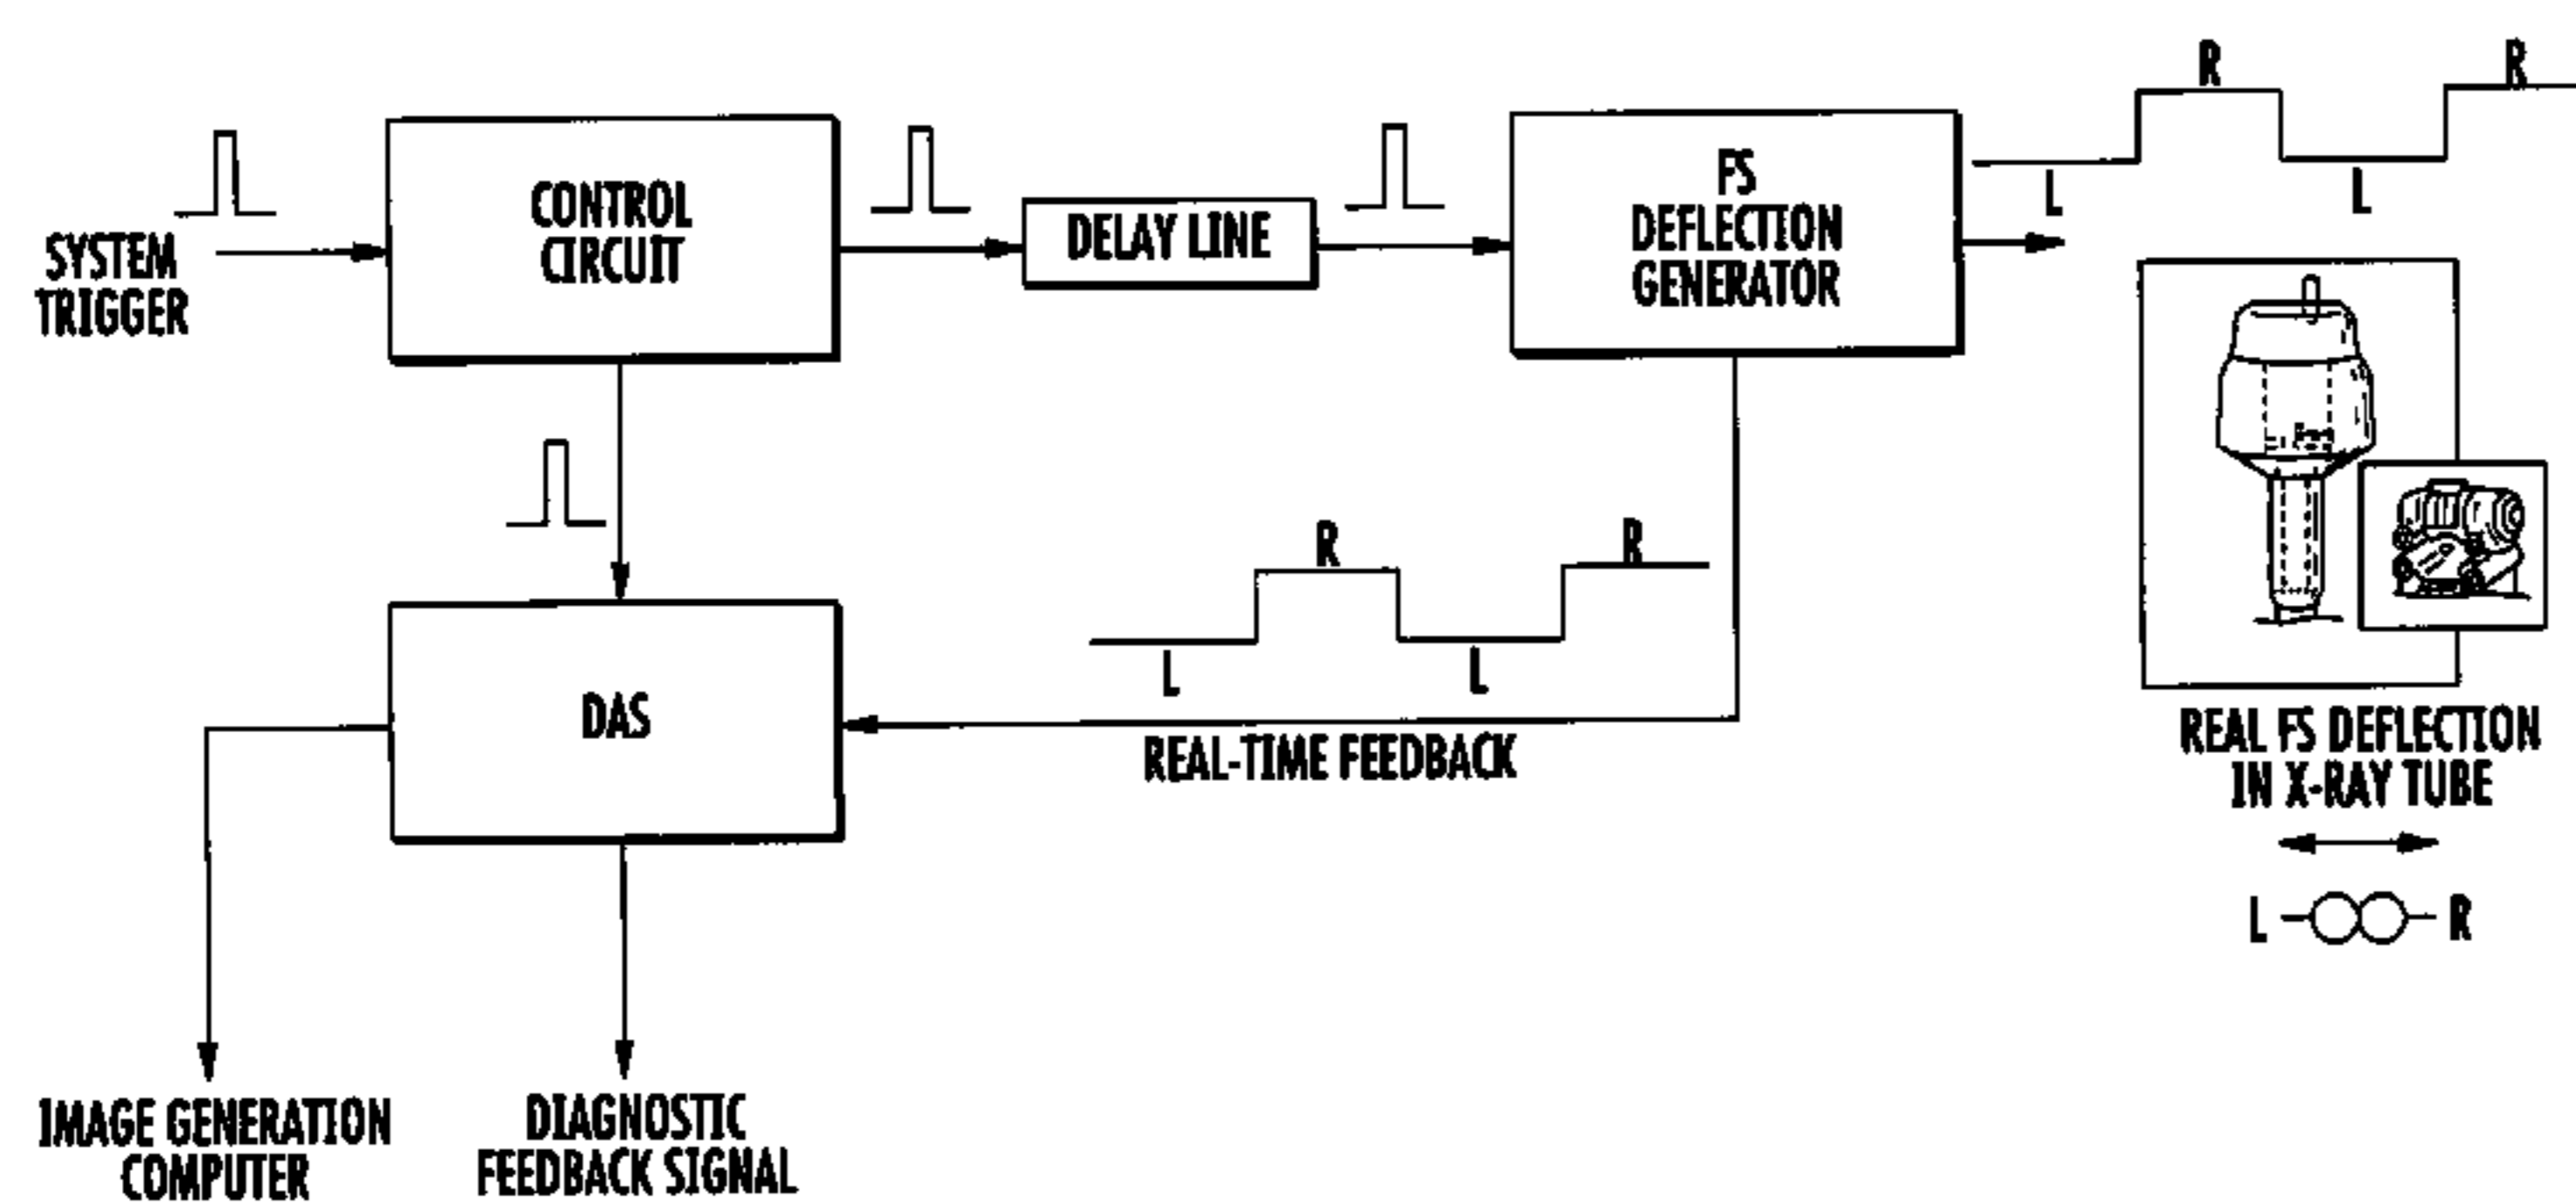 SYSTEM
TRIGGER
CONTROL
CIRCUIT
DELAY LINE
FS
DEFLECTION
GENERATOR
L
R
L
R
DAS
L
R
L
R
REAL-TIME FEEDBACK
REAL FS DEFLECTION
IN X-RAY TUBE
L
R
IMAGE GENERATION
COMPUTER
DIAGNOSTIC
FEEDBACK SIGNAL